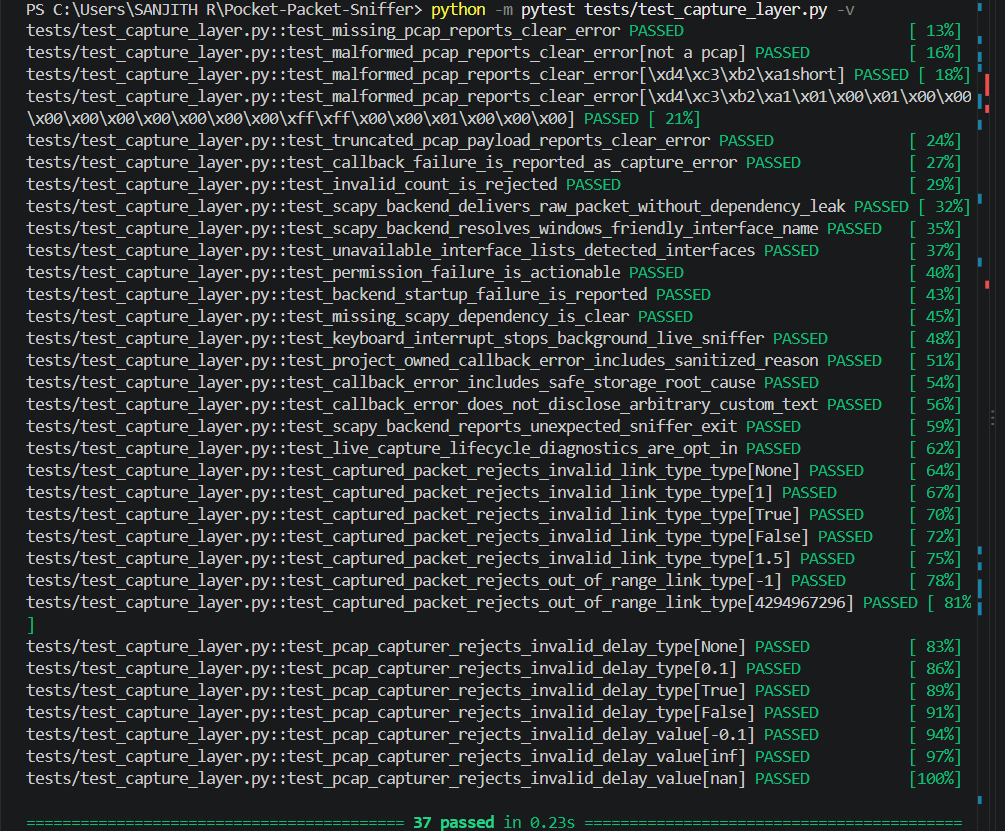 PS C:\Users\SANJITH R\Pocket-Packet-Sniffer> python -m pytest tests/test_capture_layer.py -v
tests/test_capture_layer.py::test_missing_pcap_reports_clear_error PASSED [ 13%]
tests/test_capture_layer.py::test_malformed_pcap_reports_clear_error[not a pcap] PASSED [ 16%]
tests/test_capture_layer.py::test_malformed_pcap_reports_clear_error[\xd4\xc3\xb2\xa1short] PASSED [ 18%]
tests/test_capture_layer.py::test_malformed_pcap_reports_clear_error[\xd4\xc3\xb2\xa1\x01\x00\x01\x00\x00
\x00\x00\x00\x00\x00\x00\x00\xff\xff\x00\x00\x01\x00\x00\x00] PASSED [ 21%]
tests/test_capture_layer.py::test_truncated_pcap_payload_reports_clear_error PASSED [ 24%]
tests/test_capture_layer.py::test_callback_failure_is_reported_as_capture_error PASSED [ 27%]
tests/test_capture_layer.py::test_invalid_count_is_rejected PASSED [ 29%]
tests/test_capture_layer.py::test_scapy_backend_delivers_raw_packet_without_dependency_leak PASSED [ 32%]
tests/test_capture_layer.py::test_scapy_backend_resolves_windows_friendly_interface_name PASSED [ 35%]
tests/test_capture_layer.py::test_unavailable_interface_lists_detected_interfaces PASSED [ 37%]
tests/test_capture_layer.py::test_permission_failure_is_actionable PASSED [ 40%]
tests/test_capture_layer.py::test_backend_startup_failure_is_reported PASSED [ 43%]
tests/test_capture_layer.py::test_missing_scapy_dependency_is_clear PASSED [ 45%]
tests/test_capture_layer.py::test_keyboard_interrupt_stops_background_live_sniffer PASSED [ 48%]
tests/test_capture_layer.py::test_project_owned_callback_error_includes_sanitized_reason PASSED [ 51%]
tests/test_capture_layer.py::test_callback_error_includes_safe_storage_root_cause PASSED [ 54%]
tests/test_capture_layer.py::test_callback_error_does_not_disclose_arbitrary_custom_text PASSED [ 56%]
tests/test_capture_layer.py::test_scapy_backend_reports_unexpected_sniffer_exit PASSED [ 59%]
tests/test_capture_layer.py::test_live_capture_lifecycle_diagnostics_are_opt_in PASSED [ 62%]
tests/test_capture_layer.py::test_captured_packet_rejects_invalid_link_type_type[None] PASSED [ 64%]
tests/test_capture_layer.py::test_captured_packet_rejects_invalid_link_type_type[1] PASSED [ 67%]
tests/test_capture_layer.py::test_captured_packet_rejects_invalid_link_type_type[True] PASSED [ 70%]
tests/test_capture_layer.py::test_captured_packet_rejects_invalid_link_type_type[False] PASSED [ 72%]
tests/test_capture_layer.py::test_captured_packet_rejects_invalid_link_type_type[1.5] PASSED [ 75%]
tests/test_capture_layer.py::test_captured_packet_rejects_out_of_range_link_type[-1] PASSED [ 78%]
tests/test_capture_layer.py::test_captured_packet_rejects_out_of_range_link_type[4294967296] PASSED [ 81%
]
tests/test_capture_layer.py::test_pcap_capturer_rejects_invalid_delay_type[None] PASSED [ 83%]
tests/test_capture_layer.py::test_pcap_capturer_rejects_invalid_delay_type[0.1] PASSED [ 86%]
tests/test_capture_layer.py::test_pcap_capturer_rejects_invalid_delay_type[True] PASSED [ 89%]
tests/test_capture_layer.py::test_pcap_capturer_rejects_invalid_delay_type[False] PASSED [ 91%]
tests/test_capture_layer.py::test_pcap_capturer_rejects_invalid_delay_value[-0.1] PASSED [ 94%]
tests/test_capture_layer.py::test_pcap_capturer_rejects_invalid_delay_value[inf] PASSED [ 97%]
tests/test_capture_layer.py::test_pcap_capturer_rejects_invalid_delay_value[nan] PASSED [100%]
========================================== 37 passed in 0.23s ==========================================